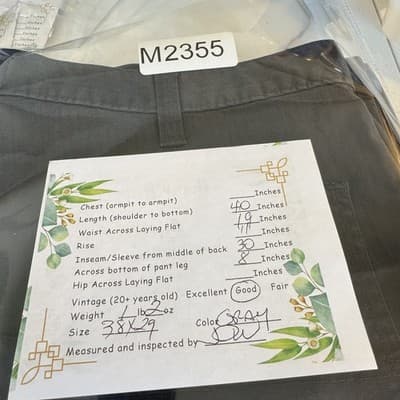 M2355
Chest (armpit to armpit) Inches
Length (shoulder to bottom) 40 Inches
Waist Across Laying Flat 19 Inches
Rise 11 Inches
Inseam/Sleeve from middle of back 30 Inches
Across bottom of pant leg 8 Inches
Hip Across Laying Flat Inches
Vintage (20+ years old) Excellent Good Fair
Weight 1 lb 2 oz
Size 38X29 Color GRAY
Measured and inspected by